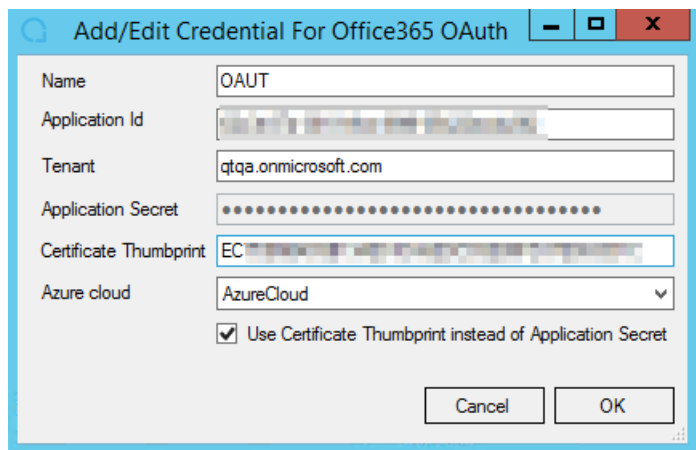 Add/Edit Credential For Office365 OAuth
Name OAUT
Application Id
Tenant qtqa.onmicrosoft.com
Application Secret ●●●●●●●●●●●●●●●●●●●●●●●●●●●●●●●●●●
Certificate Thumbprint EC
Azure cloud AzureCloud
Use Certificate Thumbprint instead of Application Secret
Cancel OK